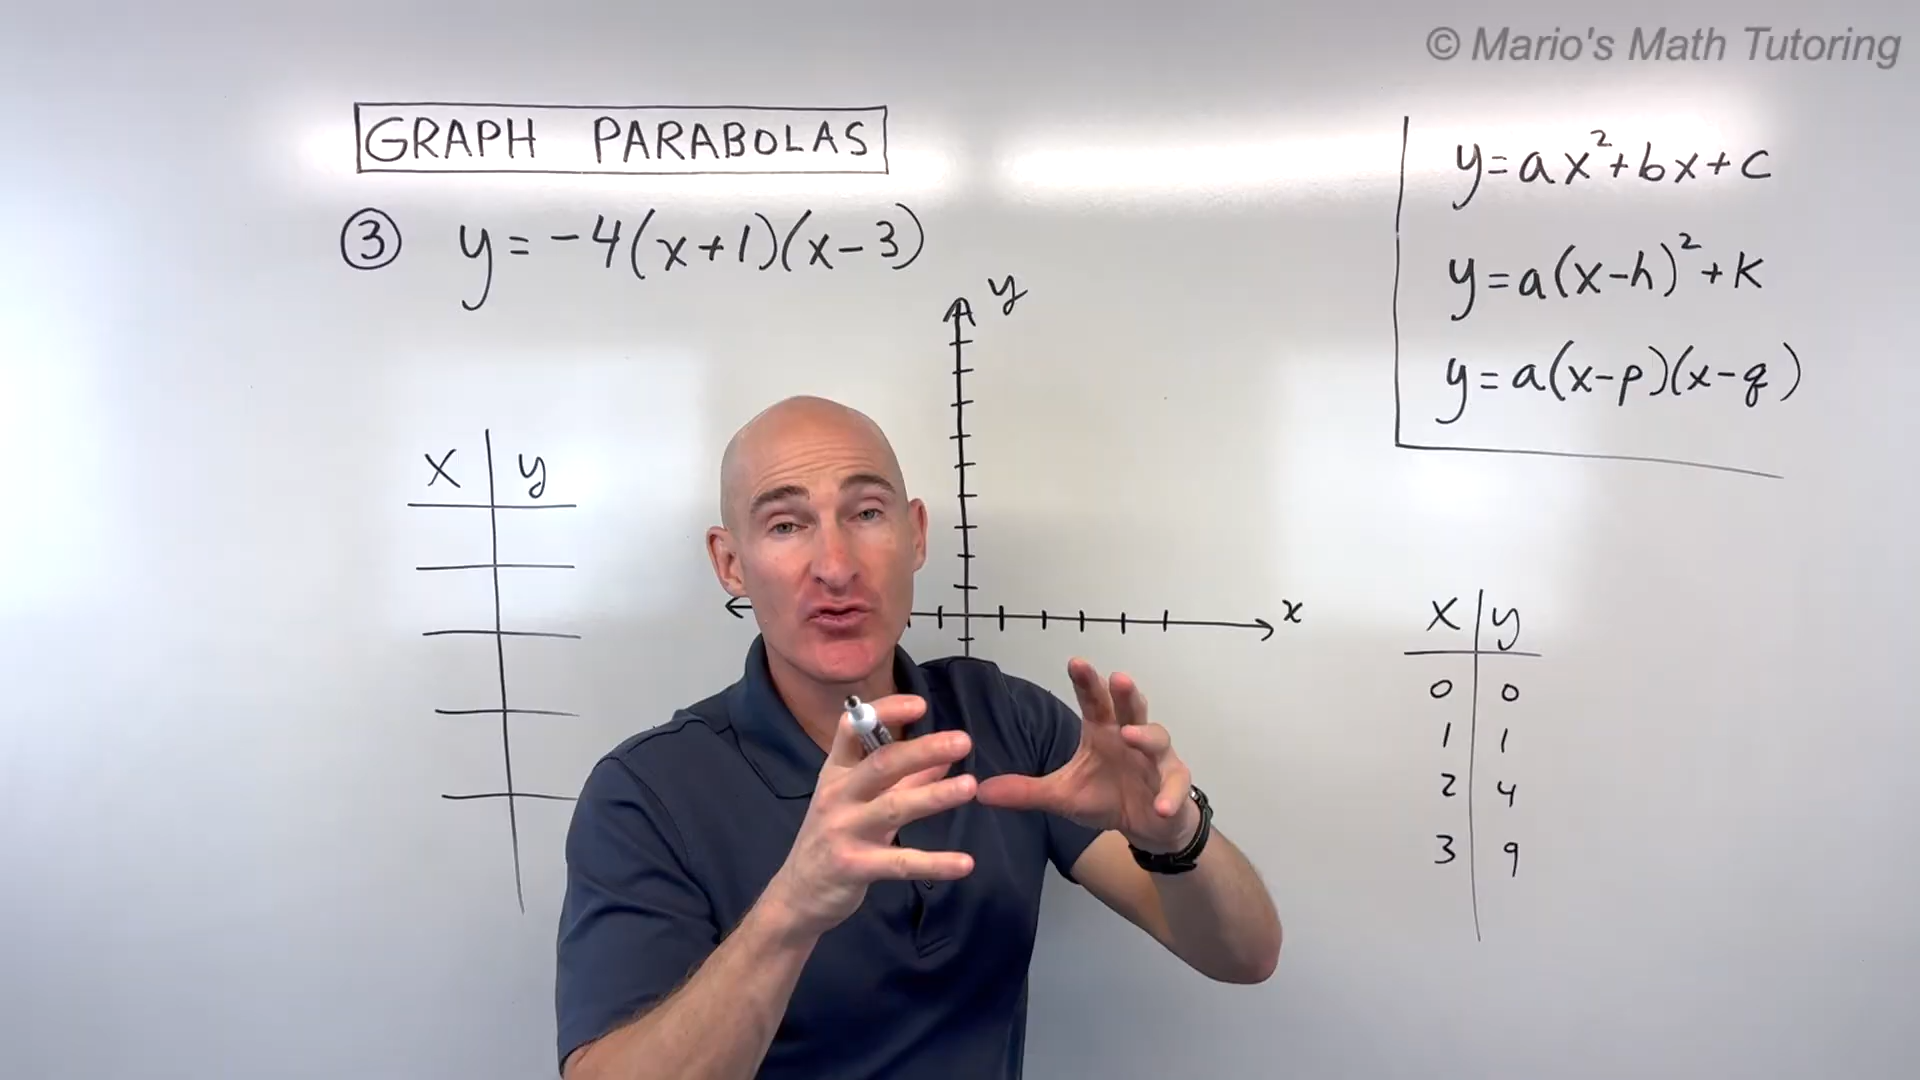 © Mario's Math Tutoring
GRAPH PARABOLAS
③ y = -4(x+1)(x-3)
y=ax²+bx+c
y=a(x-h)²+k
y=a(x-p)(x-q)
y
x
x y
x y
0 0
1 1
2 4
3 9